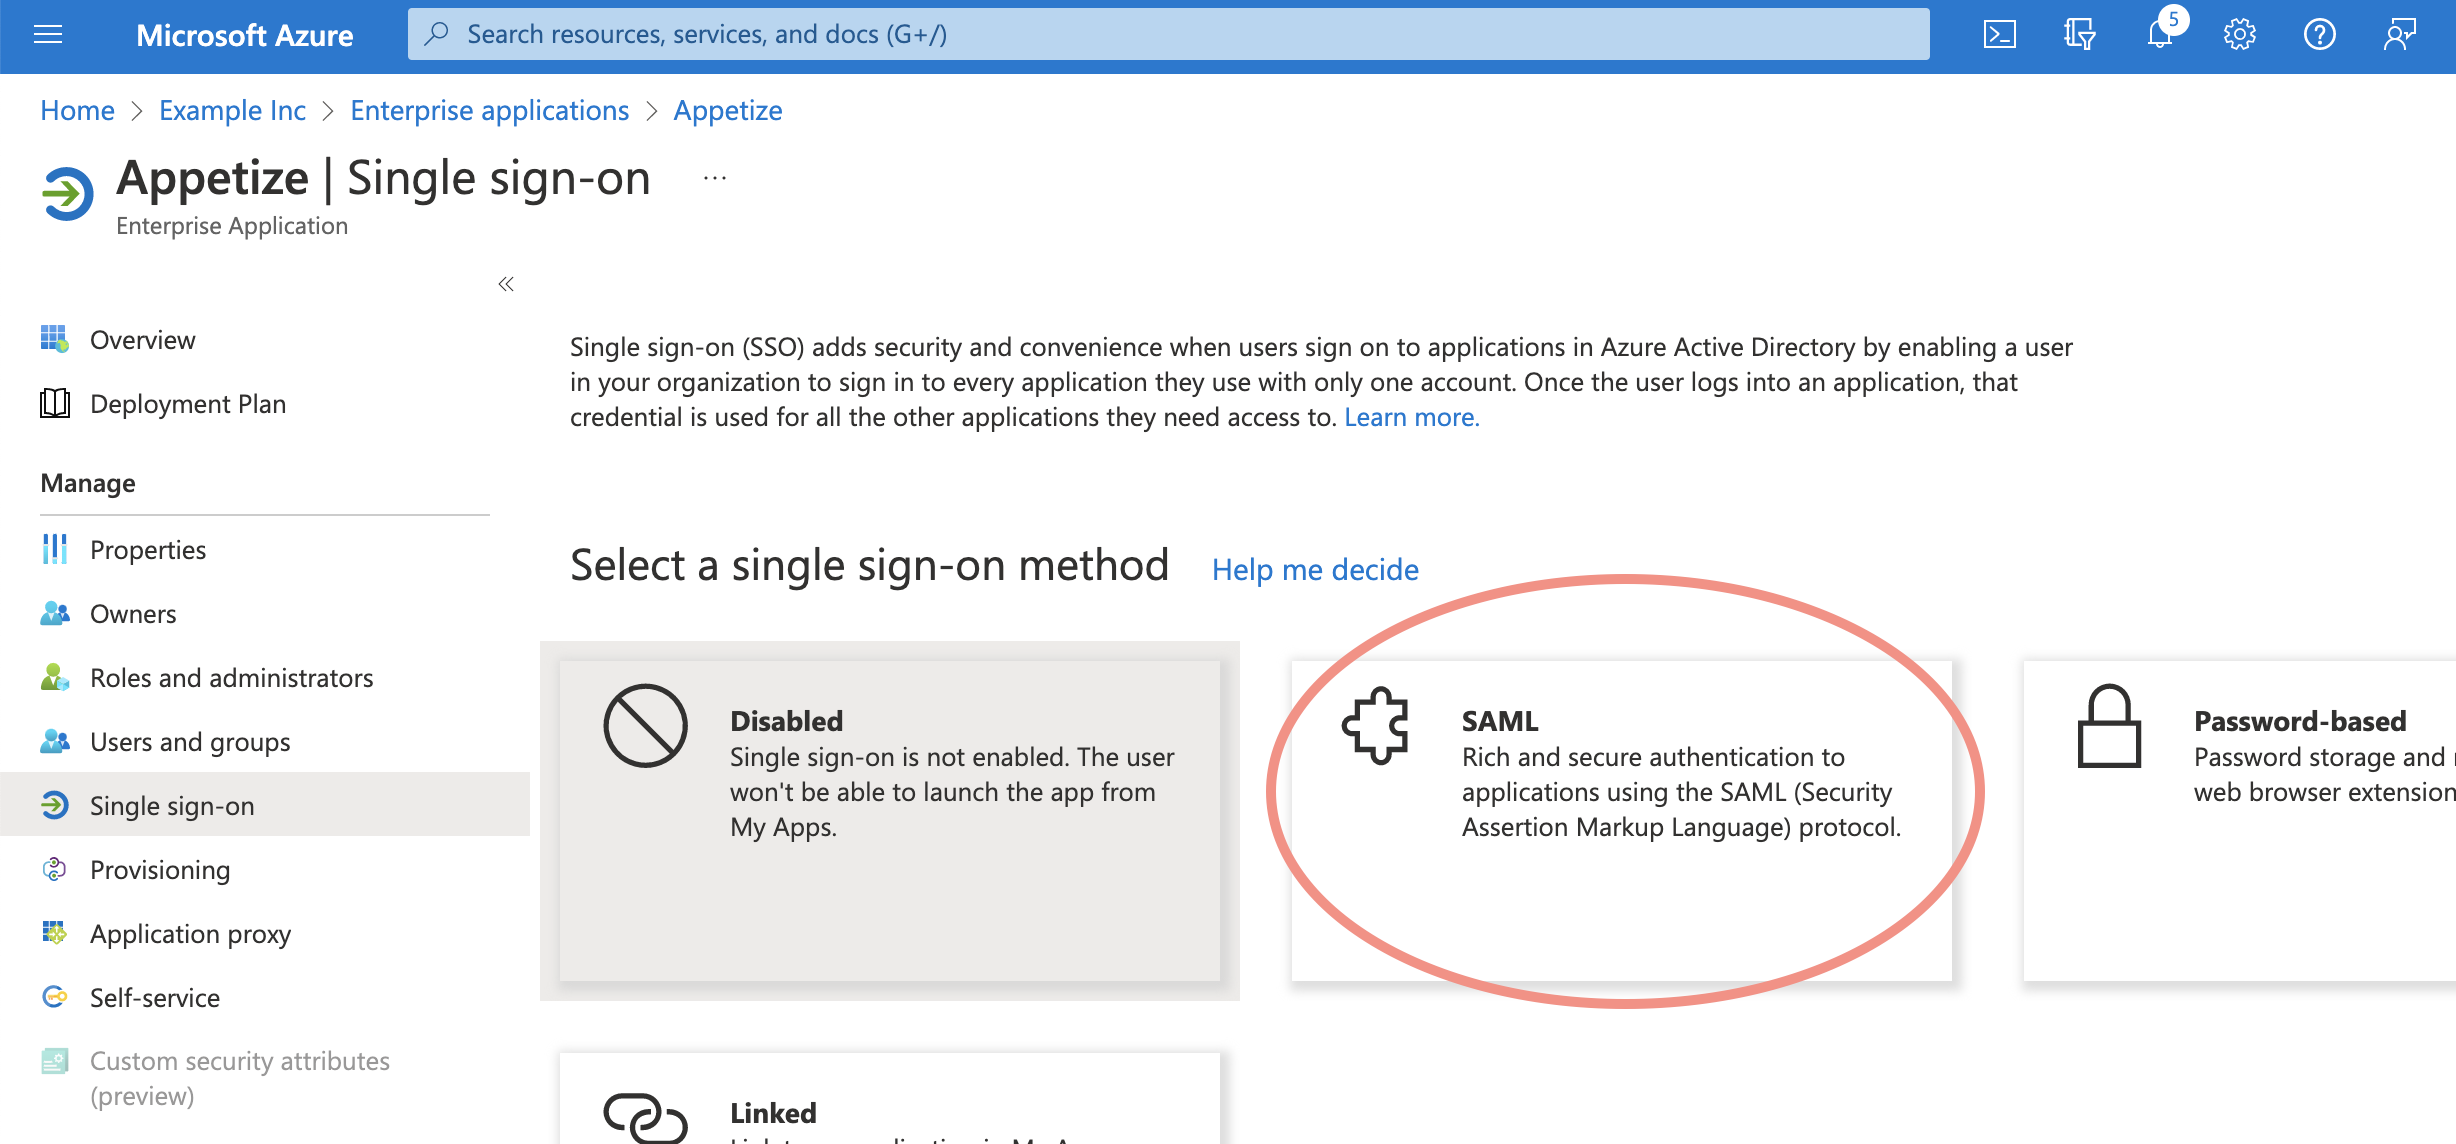 Microsoft Azure
Search resources, services, and docs (G+/)
5
Home > Example Inc > Enterprise applications > Appetize
Appetize | Single sign-on ...
Enterprise Application
«
Overview
Deployment Plan
Manage
Properties
Owners
Roles and administrators
Users and groups
Single sign-on
Provisioning
Application proxy
Self-service
Custom security attributes
(preview)
Single sign-on (SSO) adds security and convenience when users sign on to applications in Azure Active Directory by enabling a user
in your organization to sign in to every application they use with only one account. Once the user logs into an application, that
credential is used for all the other applications they need access to. Learn more.
Select a single sign-on method Help me decide
Disabled
Single sign-on is not enabled. The user
won't be able to launch the app from
My Apps.
SAML
Rich and secure authentication to
applications using the SAML (Security
Assertion Markup Language) protocol.
Password-based
Password storage and
web browser extension
Linked